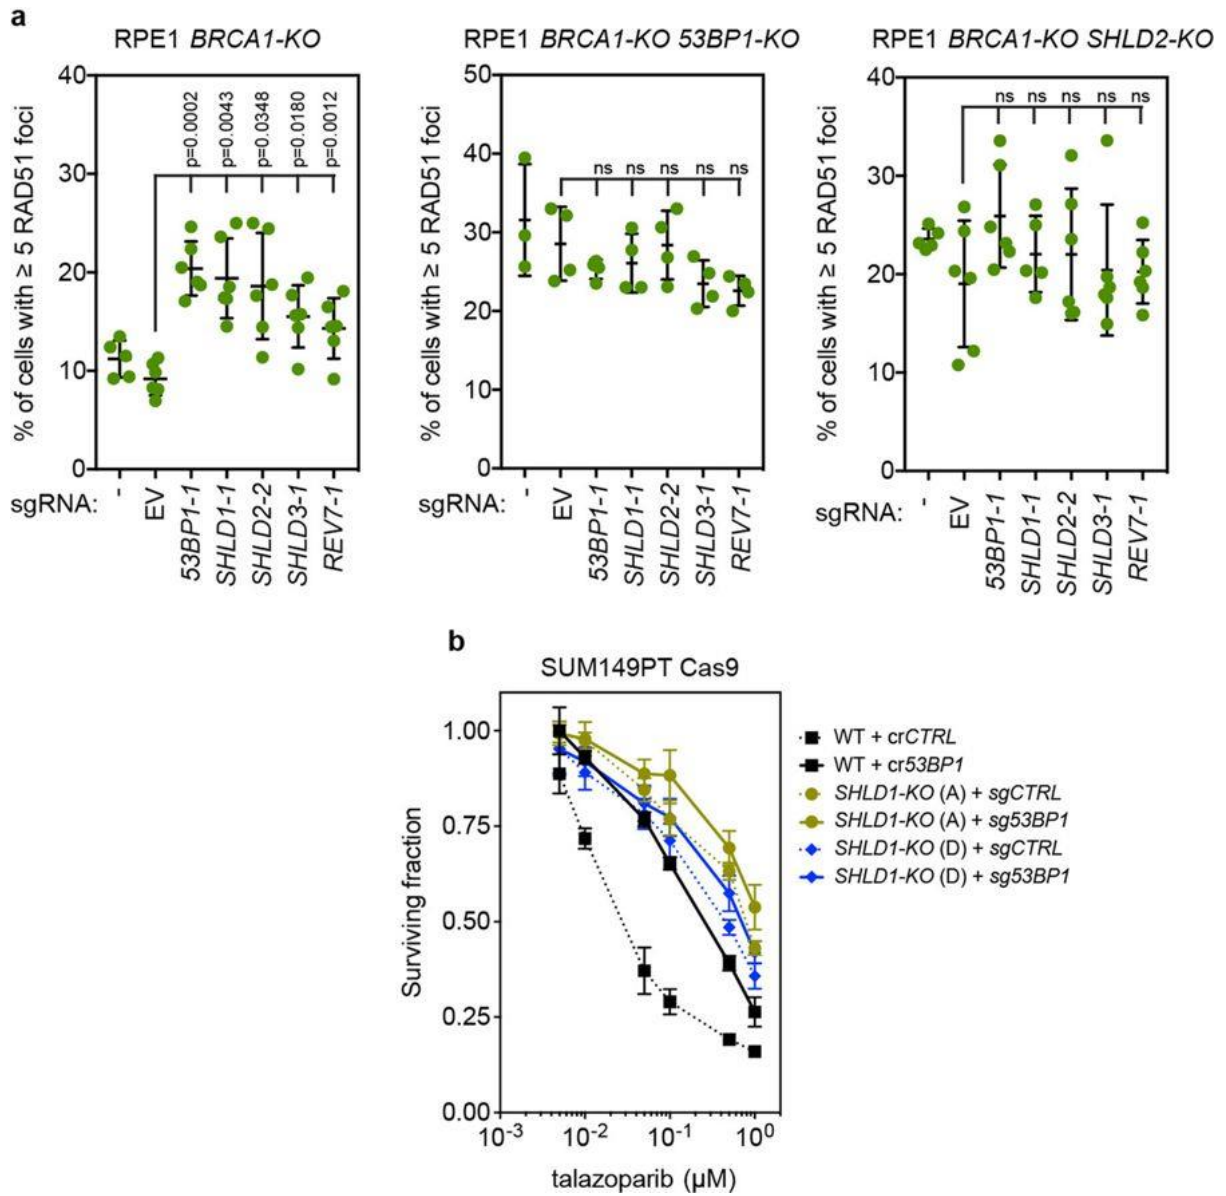 a
RPE1 BRCA1-KO
% of cells with ≥ 5 RAD51 foci
40
30
20
10
0
p=0.0002
p=0.0043
p=0.0348
p=0.0180
p=0.0012
sgRNA:
-
EV
53BP1-1
SHLD1-1
SHLD2-2
SHLD3-1
REV7-1
RPE1 BRCA1-KO 53BP1-KO
% of cells with ≥ 5 RAD51 foci
50
40
30
20
10
0
ns ns ns ns ns
sgRNA:
-
EV
53BP1-1
SHLD1-1
SHLD2-2
SHLD3-1
REV7-1
RPE1 BRCA1-KO SHLD2-KO
% of cells with ≥ 5 RAD51 foci
40
30
20
10
0
ns ns ns ns ns
sgRNA:
-
EV
53BP1-1
SHLD1-1
SHLD2-2
SHLD3-1
REV7-1
b
SUM149PT Cas9
Surviving fraction
1.00
0.75
0.50
0.25
0.00
10⁻³ 10⁻² 10⁻¹ 10⁰
talazoparib (µM)
WT + crCTRL
WT + cr53BP1
SHLD1-KO (A) + sgCTRL
SHLD1-KO (A) + sg53BP1
SHLD1-KO (D) + sgCTRL
SHLD1-KO (D) + sg53BP1